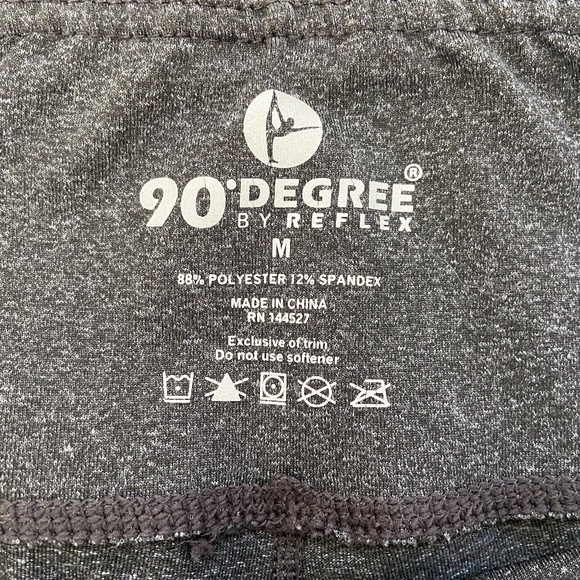 90°DEGREE®
BY REFLEX
M
88% POLYESTER 12% SPANDEX
MADE IN CHINA
RN 144527
Exclusive of trim
Do not use softener